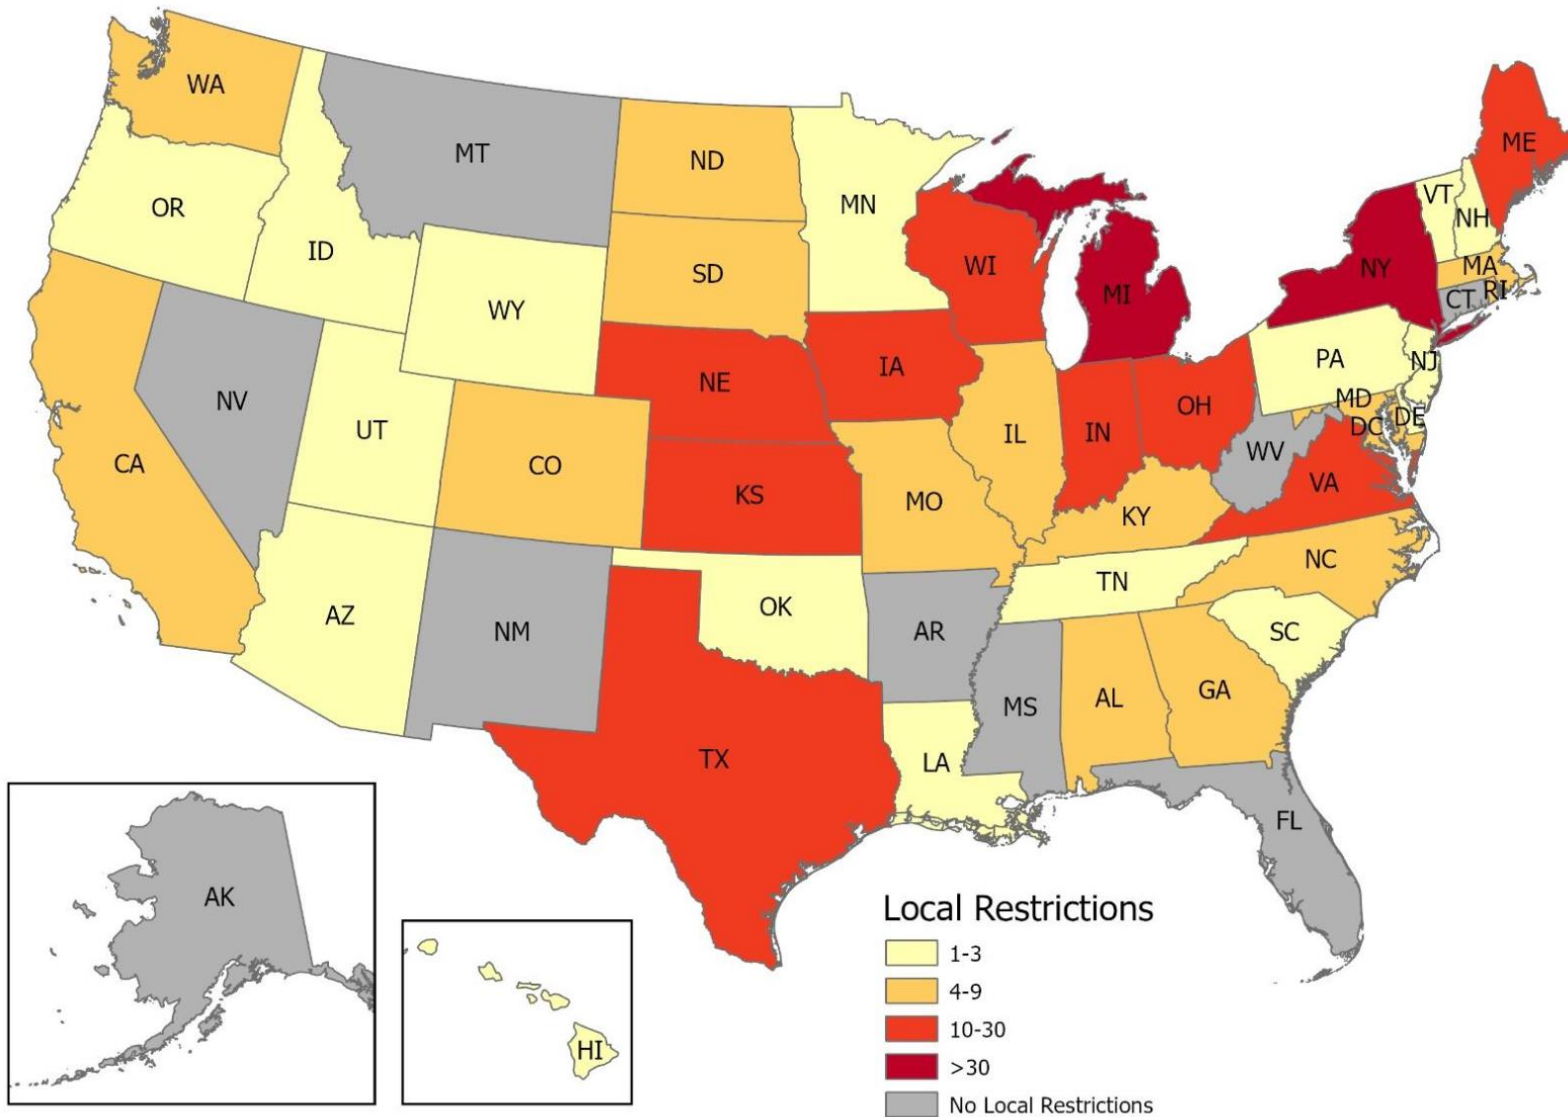 WA
MT
ND
MN
ME
OR
ID
SD
WI
MI
VT
NH
NY
MA
CT
RI
WY
NE
IA
PA
NJ
NV
UT
CO
IL
IN
OH
MD
DE
DC
WV
VA
CA
KS
MO
KY
NC
TN
AZ
NM
OK
AR
SC
MS
AL
GA
TX
LA
FL
AK
HI
Local Restrictions
1-3
4-9
10-30
>30
No Local Restrictions